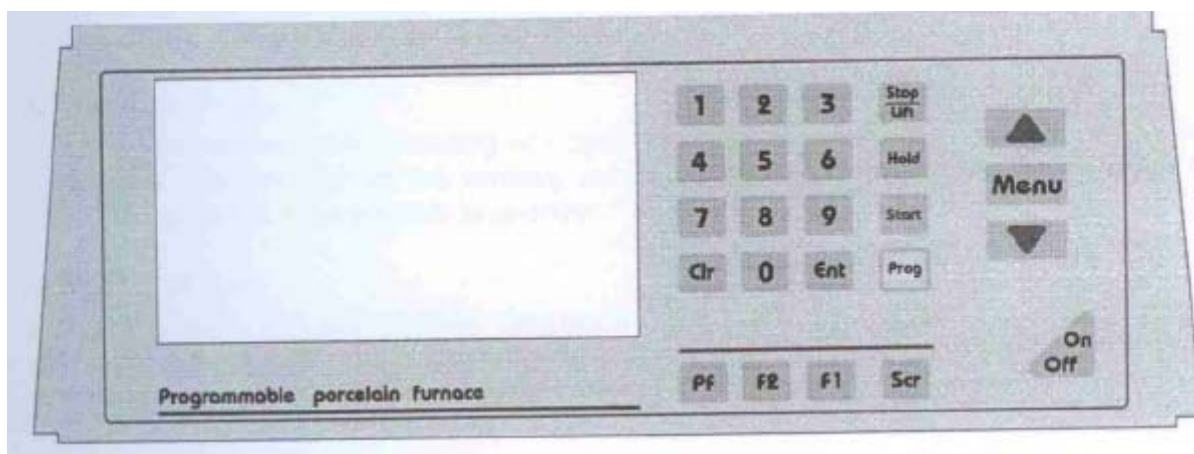 1 2 3 Stop
Un
4 5 6 Hold
Menu
7 8 9 Start
Clr 0 Ent Prog
On
Off
Pf F2 F1 Scr
Programmable porcelain furnace